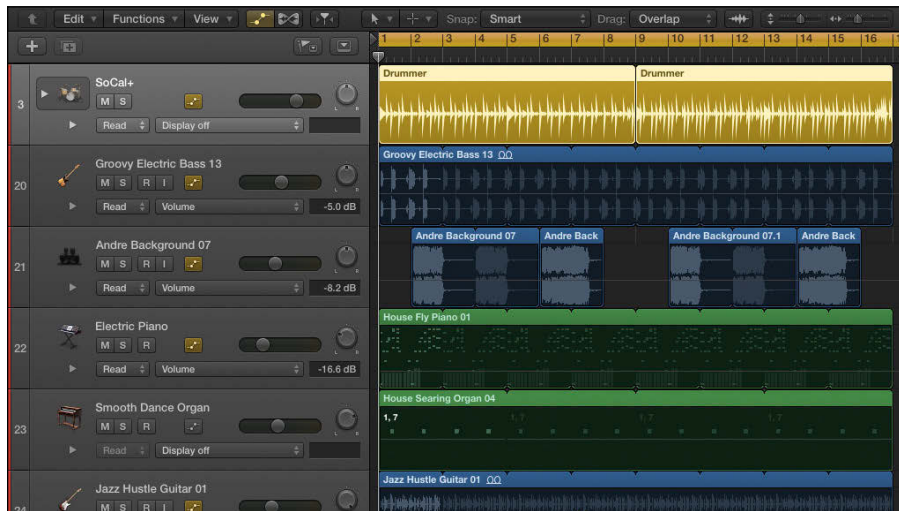 Edit Functions View Snap: Smart Drag: Overlap
1 2 3 4 5 6 7 8 9 10 11 12 13 14 15 16
3 SoCal+
M S
Read Display off
Drummer Drummer
20 Groovy Electric Bass 13
M S R I
Read Volume -5.0 dB
Groovy Electric Bass 13
21 Andre Background 07
M S R I
Read Volume -8.2 dB
Andre Background 07 Andre Back Andre Background 07.1 Andre Back
22 Electric Piano
M S R
Read Volume -16.6 dB
House Fly Piano 01
23 Smooth Dance Organ
M S R
Read Display off
House Searing Organ 04
1, 7 1, 7 1, 7 1, 7
24 Jazz Hustle Guitar 01
M S R I
Jazz Hustle Guitar 01